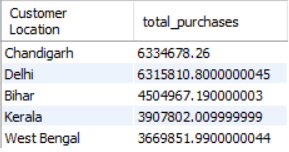 Customer
Location
total_purchases
Chandigarh 6334678.26
Delhi 6315810.8000000045
Bihar 4504967.190000003
Kerala 3907802.009999999
West Bengal 3669851.9900000044